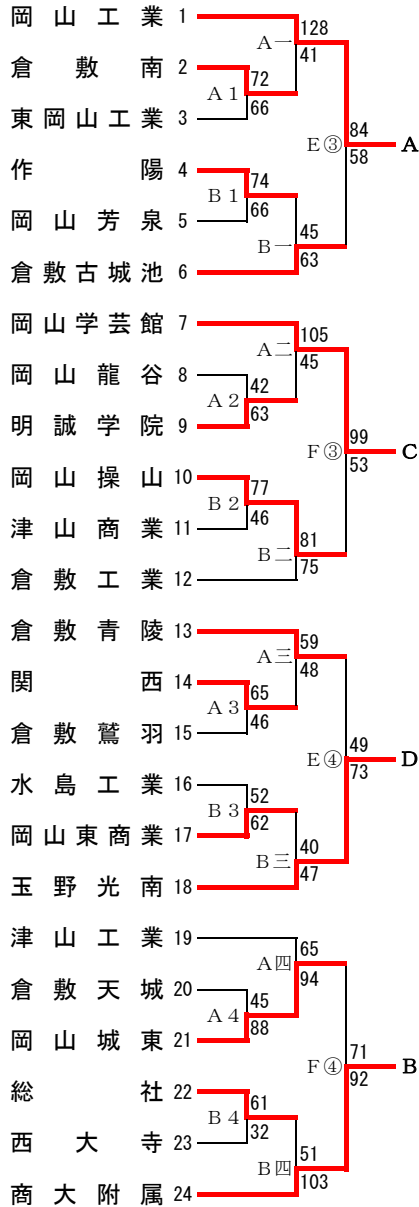 岡山工業 1
128
A一
41
倉敷南 2
72
A1
66
東岡山工業 3
84
E③ A
58
作陽 4
74
B1
66
岡山芳泉 5
45
B一
63
倉敷古城池 6
岡山学芸館 7
105
A二
45
岡山龍谷 8
42
A2
63
明誠学院 9
99
F③ C
53
岡山操山 10
77
B2
46
津山商業 11
81
B二
75
倉敷工業 12
倉敷青陵 13
59
A三
48
関西 14
65
A3
46
倉敷鷲羽 15
49
E④ D
73
水島工業 16
52
B3
62
岡山東商業 17
40
B三
47
玉野光南 18
津山工業 19
65
A四
94
倉敷天城 20
45
A4
88
岡山城東 21
71
F④ B
92
総社 22
61
B4
32
西大寺 23
51
B四
103
商大附属 24